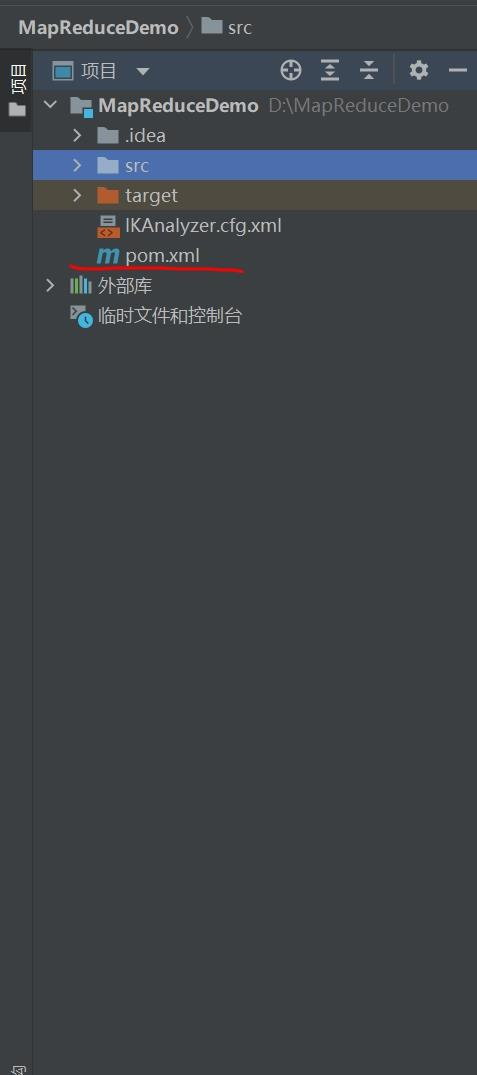 MapReduceDemo src
项目
项目
MapReduceDemo D:\MapReduceDemo
.idea
src
target
IKAnalyzer.cfg.xml
pom.xml
外部库
临时文件和控制台